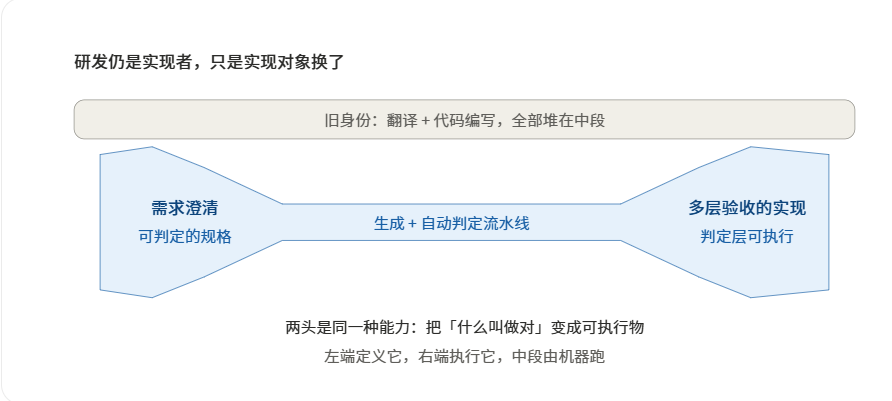 研发仍是实现者，只是实现对象换了
旧身份：翻译 + 代码编写，全部堆在中段
需求澄清
可判定的规格
生成 + 自动判定流水线
多层验收的实现
判定层可执行
两头是同一种能力：把「什么叫做对」变成可执行物
左端定义它，右端执行它，中段由机器跑